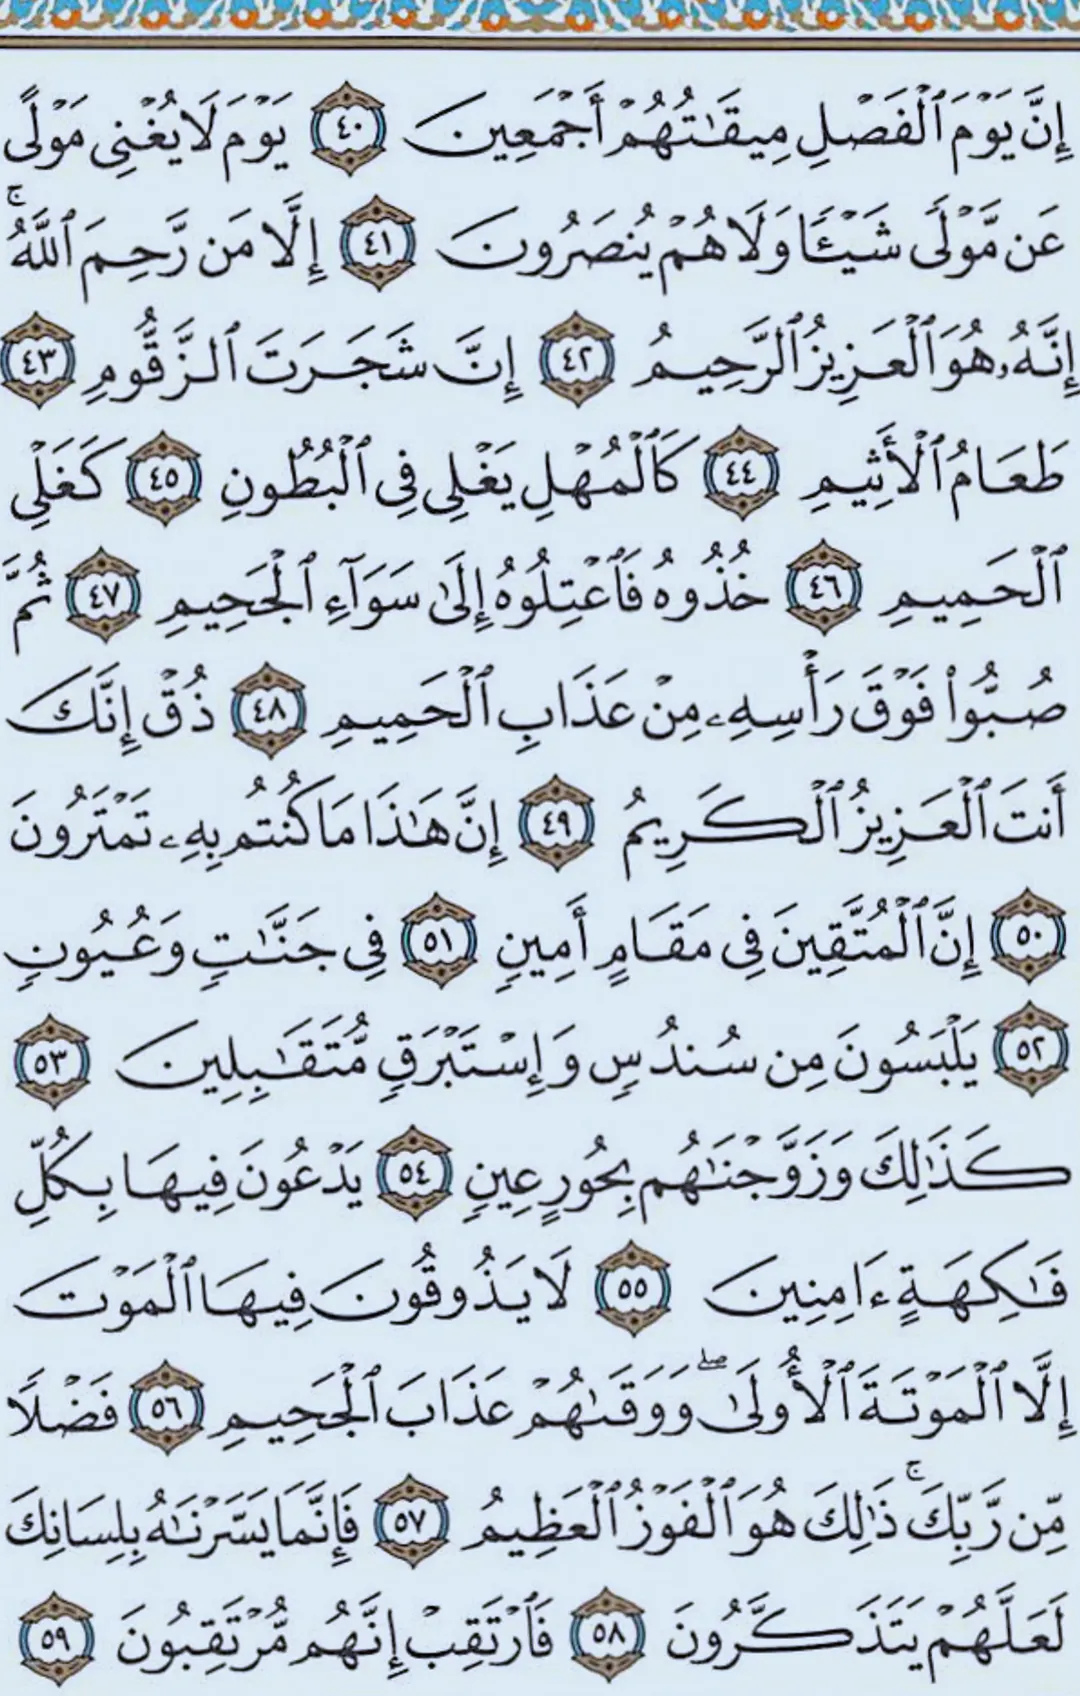 إِنَّ يَوْمَ ٱلْفَصْلِ مِيقَٰتُهُمْ أَجْمَعِينَ ٤٠ يَوْمَ لَا يُغْنِى مَوْلًى
عَن مَّوْلًى شَيْـًٔا وَلَا هُمْ يُنصَرُونَ ٤١ إِلَّا مَن رَّحِمَ ٱللَّهُ ۚ
إِنَّهُۥ هُوَ ٱلْعَزِيزُ ٱلرَّحِيمُ ٤٢ إِنَّ شَجَرَتَ ٱلزَّقُّومِ ٤٣
طَعَامُ ٱلْأَثِيمِ ٤٤ كَٱلْمُهْلِ يَغْلِى فِى ٱلْبُطُونِ ٤٥ كَغَلْىِ
ٱلْحَمِيمِ ٤٦ خُذُوهُ فَٱعْتِلُوهُ إِلَىٰ سَوَآءِ ٱلْجَحِيمِ ٤٧ ثُمَّ
صُبُّوا۟ فَوْقَ رَأْسِهِۦ مِنْ عَذَابِ ٱلْحَمِيمِ ٤٨ ذُقْ إِنَّكَ
أَنتَ ٱلْعَزِيزُ ٱلْكَرِيمُ ٤٩ إِنَّ هَٰذَا مَا كُنتُم بِهِۦ تَمْتَرُونَ
٥٠ إِنَّ ٱلْمُتَّقِينَ فِى مَقَامٍ أَمِينٍ ٥١ فِى جَنَّٰتٍ وَعُيُونٍ
٥٢ يَلْبَسُونَ مِن سُندُسٍ وَإِسْتَبْرَقٍ مُّتَقَٰبِلِينَ ٥٣
كَذَٰلِكَ وَزَوَّجْنَٰهُم بِحُورٍ عِينٍ ٥٤ يَدْعُونَ فِيهَا بِكُلِّ
فَٰكِهَةٍ ءَامِنِينَ ٥٥ لَا يَذُوقُونَ فِيهَا ٱلْمَوْتَ
إِلَّا ٱلْمَوْتَةَ ٱلْأُولَىٰ ۖ وَوَقَىٰهُمْ عَذَابَ ٱلْجَحِيمِ ٥٦ فَضْلًا
مِّن رَّبِّكَ ۚ ذَٰلِكَ هُوَ ٱلْفَوْزُ ٱلْعَظِيمُ ٥٧ فَإِنَّمَا يَسَّرْنَٰهُ بِلِسَانِكَ
لَعَلَّهُمْ يَتَذَكَّرُونَ ٥٨ فَٱرْتَقِبْ إِنَّهُم مُّرْتَقِبُونَ ٥٩